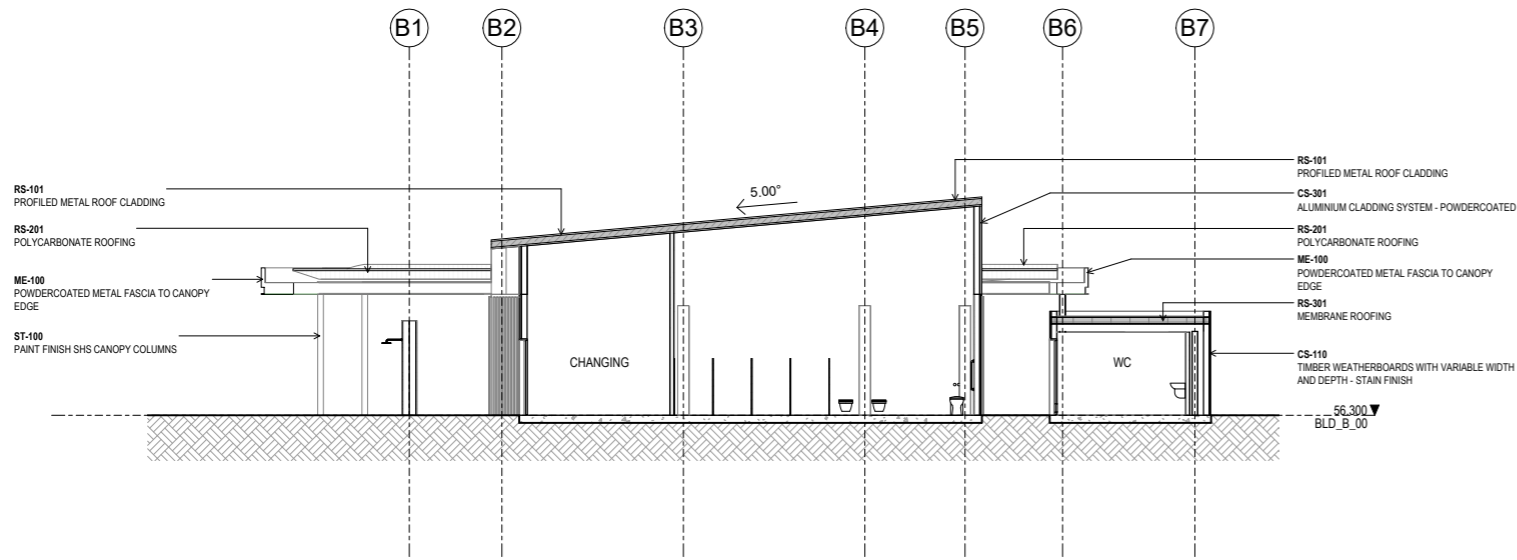 B1 B2 B3 B4 B5 B6 B7
RS-101
PROFILED METAL ROOF CLADDING
RS-201
POLYCARBONATE ROOFING
ME-100
POWDERCOATED METAL FASCIA TO CANOPY
EDGE
ST-100
PAINT FINISH SHS CANOPY COLUMNS
5.00°
CHANGING
WC
RS-101
PROFILED METAL ROOF CLADDING
CS-301
ALUMINIUM CLADDING SYSTEM - POWDERCOATED
RS-201
POLYCARBONATE ROOFING
ME-100
POWDERCOATED METAL FASCIA TO CANOPY
EDGE
RS-301
MEMBRANE ROOFING
CS-110
TIMBER WEATHERBOARDS WITH VARIABLE WIDTH
AND DEPTH - STAIN FINISH
56.300
BLD_B_00